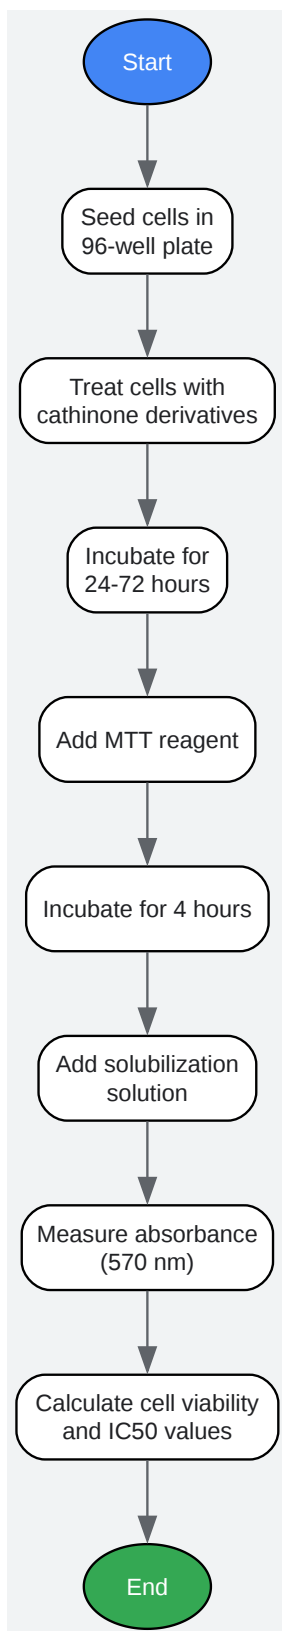 Start
Seed cells in
96-well plate
Treat cells with
cathinone derivatives
Incubate for
24-72 hours
Add MTT reagent
Incubate for 4 hours
Add solubilization
solution
Measure absorbance
(570 nm)
Calculate cell viability
and IC50 values
End